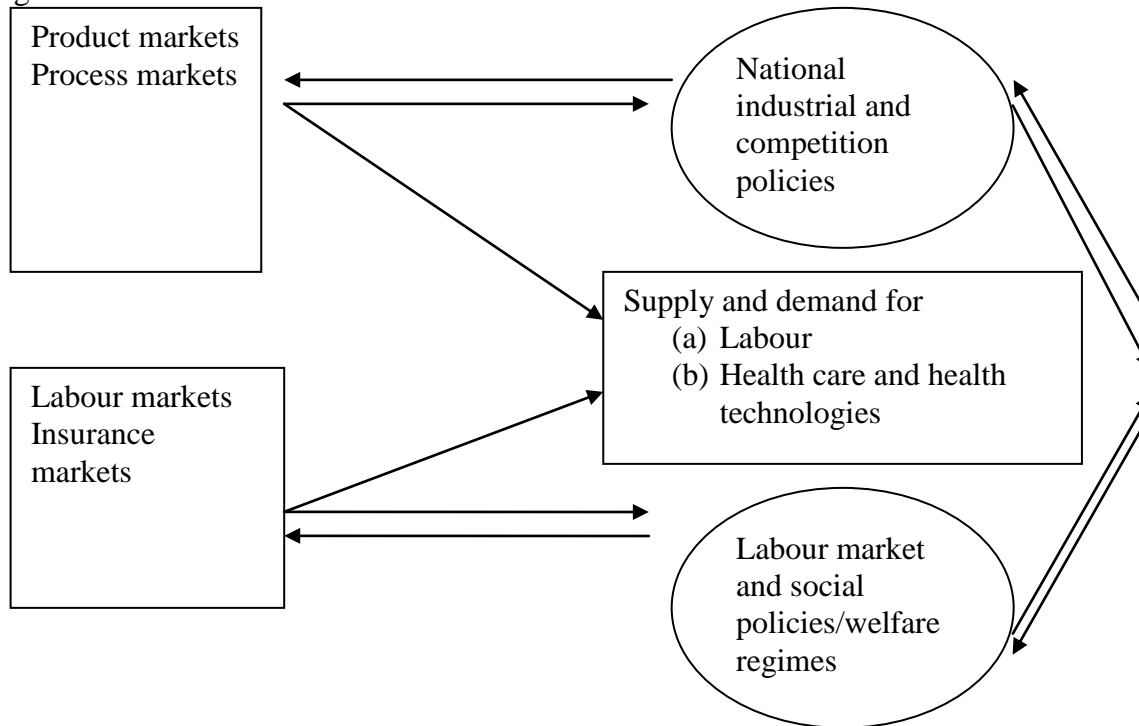 Product markets
Process markets
National
industrial and
competition
policies
Supply and demand for
(a) Labour
(b) Health care and health
technologies
Labour markets
Insurance
markets
Labour market
and social
policies/welfare
regimes